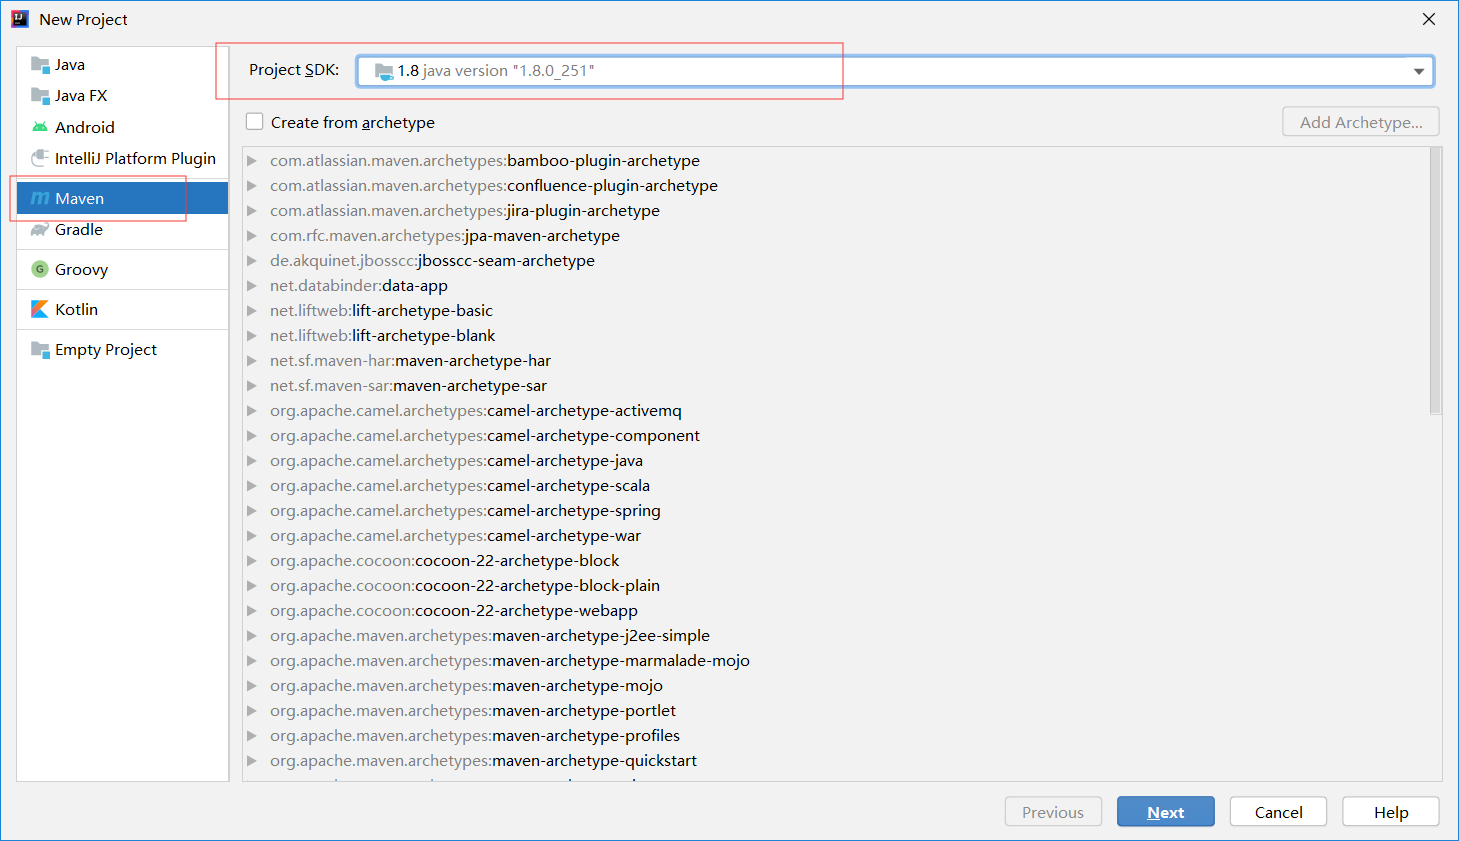 New Project
Java
Java FX
Android
IntelliJ Platform Plugin
Maven
Gradle
Groovy
Kotlin
Empty Project
Project SDK: 1.8 java version "1.8.0_251"
Create from archetype
Add Archetype...
com.atlassian.maven.archetypes:bamboo-plugin-archetype
com.atlassian.maven.archetypes:confluence-plugin-archetype
com.atlassian.maven.archetypes:jira-plugin-archetype
com.rfc.maven.archetypes:jpa-maven-archetype
de.akquinet.jbosscc:jbosscc-seam-archetype
net.databinder:data-app
net.liftweb:lift-archetype-basic
net.liftweb:lift-archetype-blank
net.sf.maven-har:maven-archetype-har
net.sf.maven-sar:maven-archetype-sar
org.apache.camel.archetypes:camel-archetype-activemq
org.apache.camel.archetypes:camel-archetype-component
org.apache.camel.archetypes:camel-archetype-java
org.apache.camel.archetypes:camel-archetype-scala
org.apache.camel.archetypes:camel-archetype-spring
org.apache.camel.archetypes:camel-archetype-war
org.apache.cocoon:cocoon-22-archetype-block
org.apache.cocoon:cocoon-22-archetype-block-plain
org.apache.cocoon:cocoon-22-archetype-webapp
org.apache.maven.archetypes:maven-archetype-j2ee-simple
org.apache.maven.archetypes:maven-archetype-marmalade-mojo
org.apache.maven.archetypes:maven-archetype-mojo
org.apache.maven.archetypes:maven-archetype-portlet
org.apache.maven.archetypes:maven-archetype-profiles
org.apache.maven.archetypes:maven-archetype-quickstart
Previous
Next
Cancel
Help